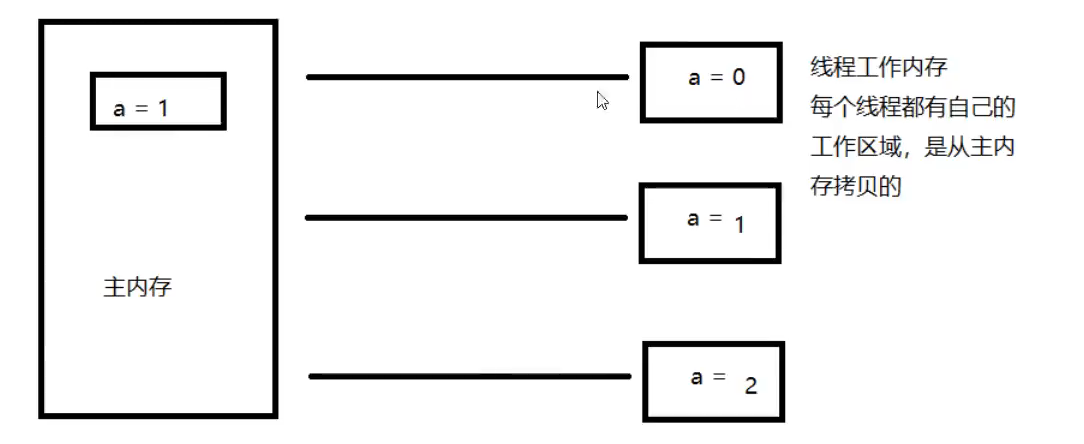 a = 1
主内存
a = 0
a = 1
a = 2
线程工作内存
每个线程都有自己的
工作区域，是从主内
存拷贝的